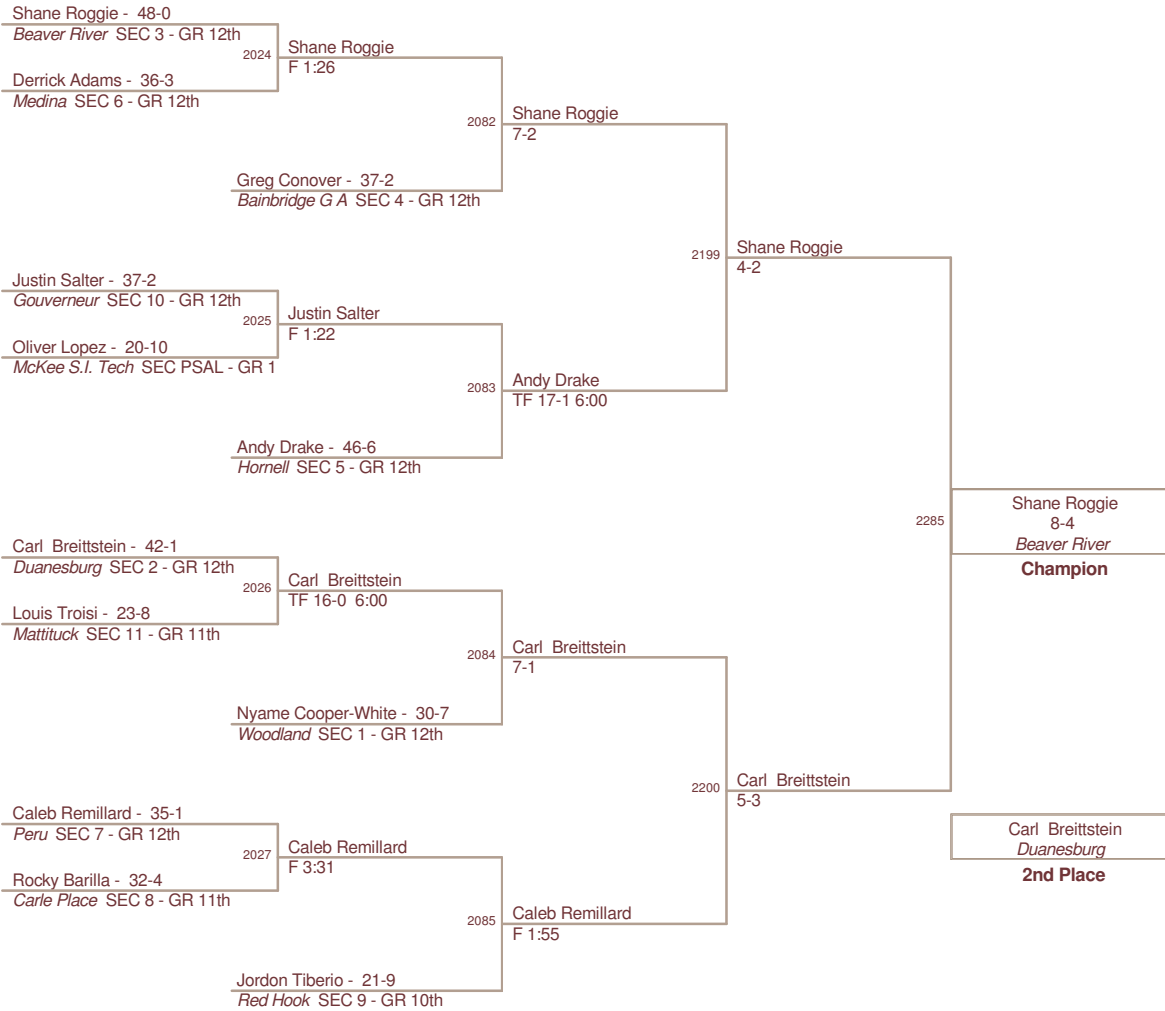 Shane Roggie - 48-0
Beaver River SEC 3 - GR 12th
2024
Shane Roggie
F 1:26
Derrick Adams - 36-3
Medina SEC 6 - GR 12th
2082
Shane Roggie
7-2
Greg Conover - 37-2
Bainbridge G A SEC 4 - GR 12th
2199
Shane Roggie
4-2
Justin Salter - 37-2
Gouverneur SEC 10 - GR 12th
2025
Justin Salter
F 1:22
Oliver Lopez - 20-10
McKee S.I. Tech SEC PSAL - GR 1
2083
Andy Drake
TF 17-1 6:00
Andy Drake - 46-6
Hornell SEC 5 - GR 12th
2285
Shane Roggie
8-4
Beaver River
Champion
Carl Breittstein - 42-1
Duanesburg SEC 2 - GR 12th
2026
Carl Breittstein
TF 16-0 6:00
Louis Troisi - 23-8
Mattituck SEC 11 - GR 11th
2084
Carl Breittstein
7-1
Nyame Cooper-White - 30-7
Woodland SEC 1 - GR 12th
2200
Carl Breittstein
5-3
Caleb Remillard - 35-1
Peru SEC 7 - GR 12th
2027
Caleb Remillard
F 3:31
Rocky Barilla - 32-4
Carle Place SEC 8 - GR 11th
2085
Caleb Remillard
F 1:55
Jordon Tiberio - 21-9
Red Hook SEC 9 - GR 10th
Carl Breittstein
Duanesburg
2nd Place